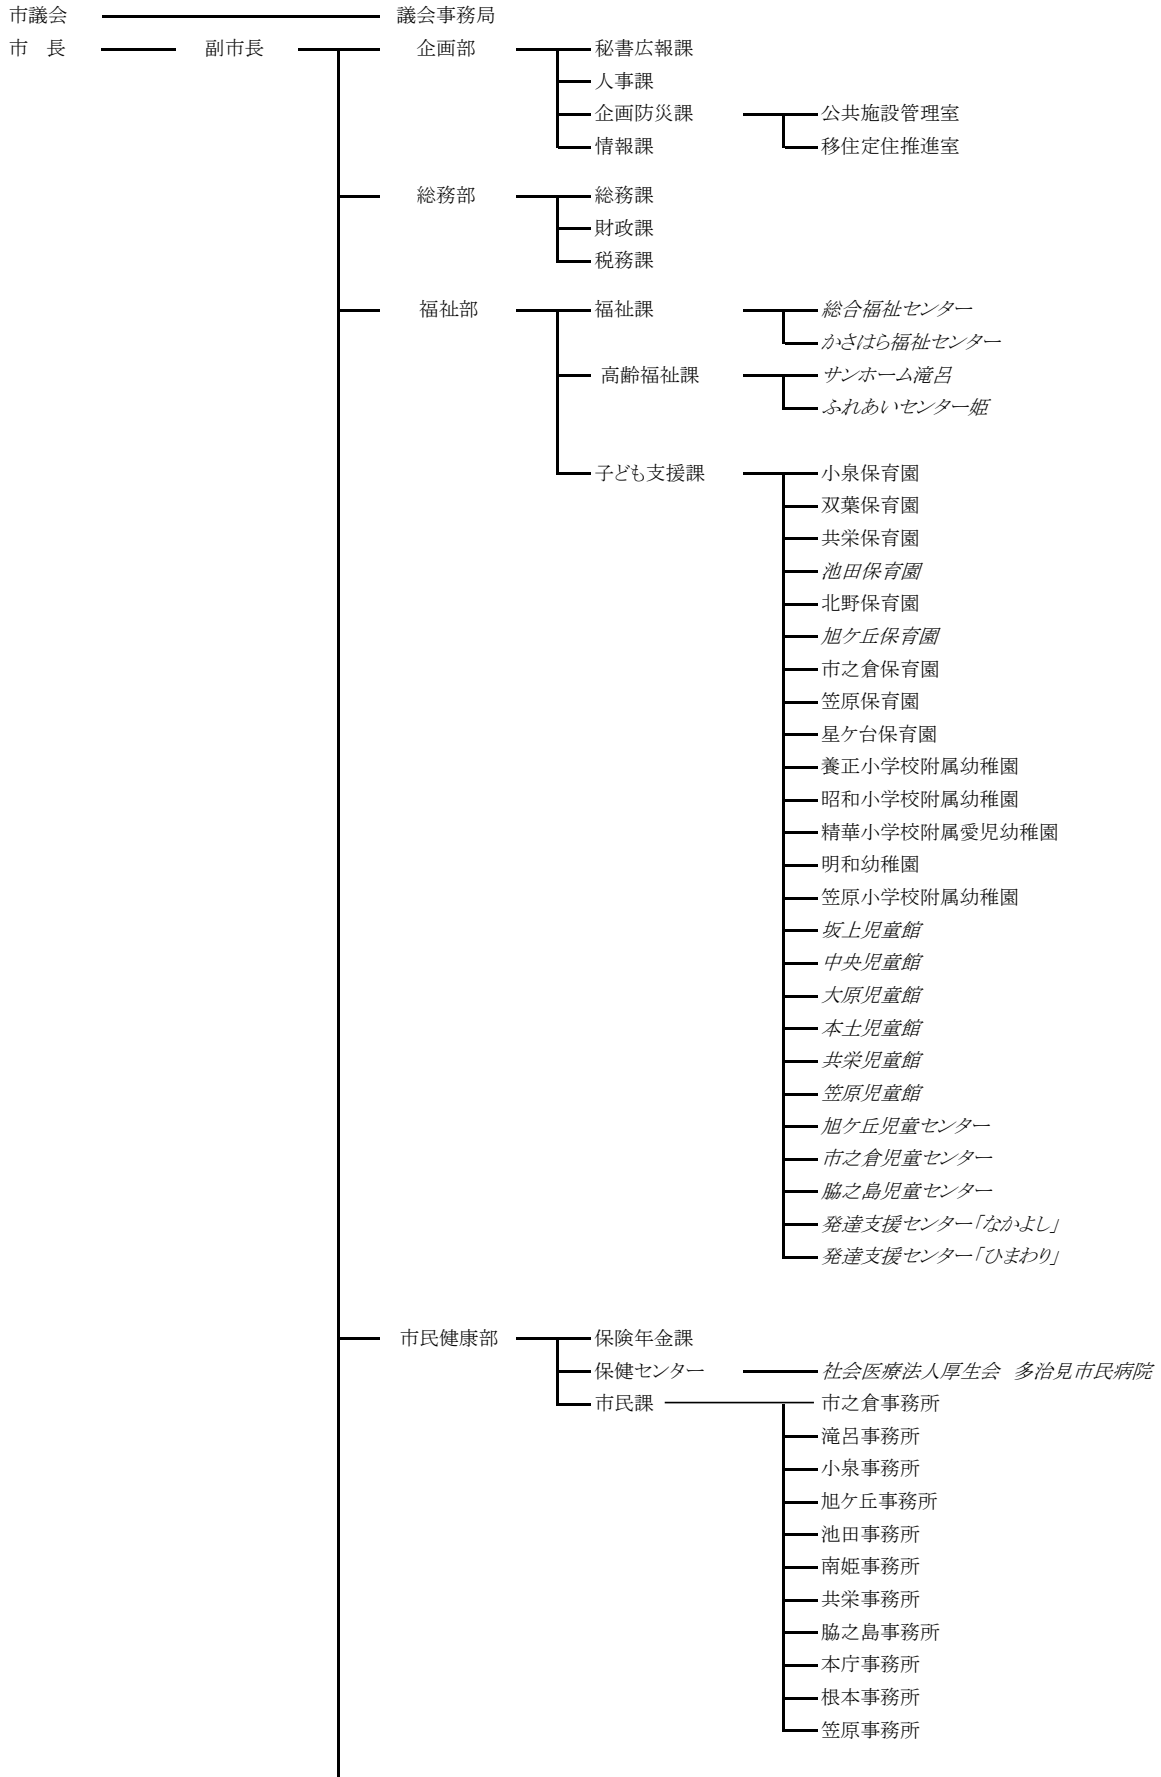 市議会 議会事務局
市　長 副市長 企画部 秘書広報課
人事課
企画防災課 公共施設管理室
情報課 移住定住推進室
総務部 総務課
財政課
税務課
福祉部 福祉課 総合福祉センター
かさはら福祉センター
高齢福祉課 サンホーム滝呂
ふれあいセンター姫
子ども支援課 小泉保育園
双葉保育園
共栄保育園
池田保育園
北野保育園
旭ケ丘保育園
市之倉保育園
笠原保育園
星ケ台保育園
養正小学校附属幼稚園
昭和小学校附属幼稚園
精華小学校附属愛児幼稚園
明和幼稚園
笠原小学校附属幼稚園
坂上児童館
中央児童館
大原児童館
本土児童館
共栄児童館
笠原児童館
旭ケ丘児童センター
市之倉児童センター
脇之島児童センター
発達支援センター「なかよし」
発達支援センター「ひまわり」
市民健康部 保険年金課
保健センター 社会医療法人厚生会　多治見市民病院
市民課 市之倉事務所
滝呂事務所
小泉事務所
旭ケ丘事務所
池田事務所
南姫事務所
共栄事務所
脇之島事務所
本庁事務所
根本事務所
笠原事務所